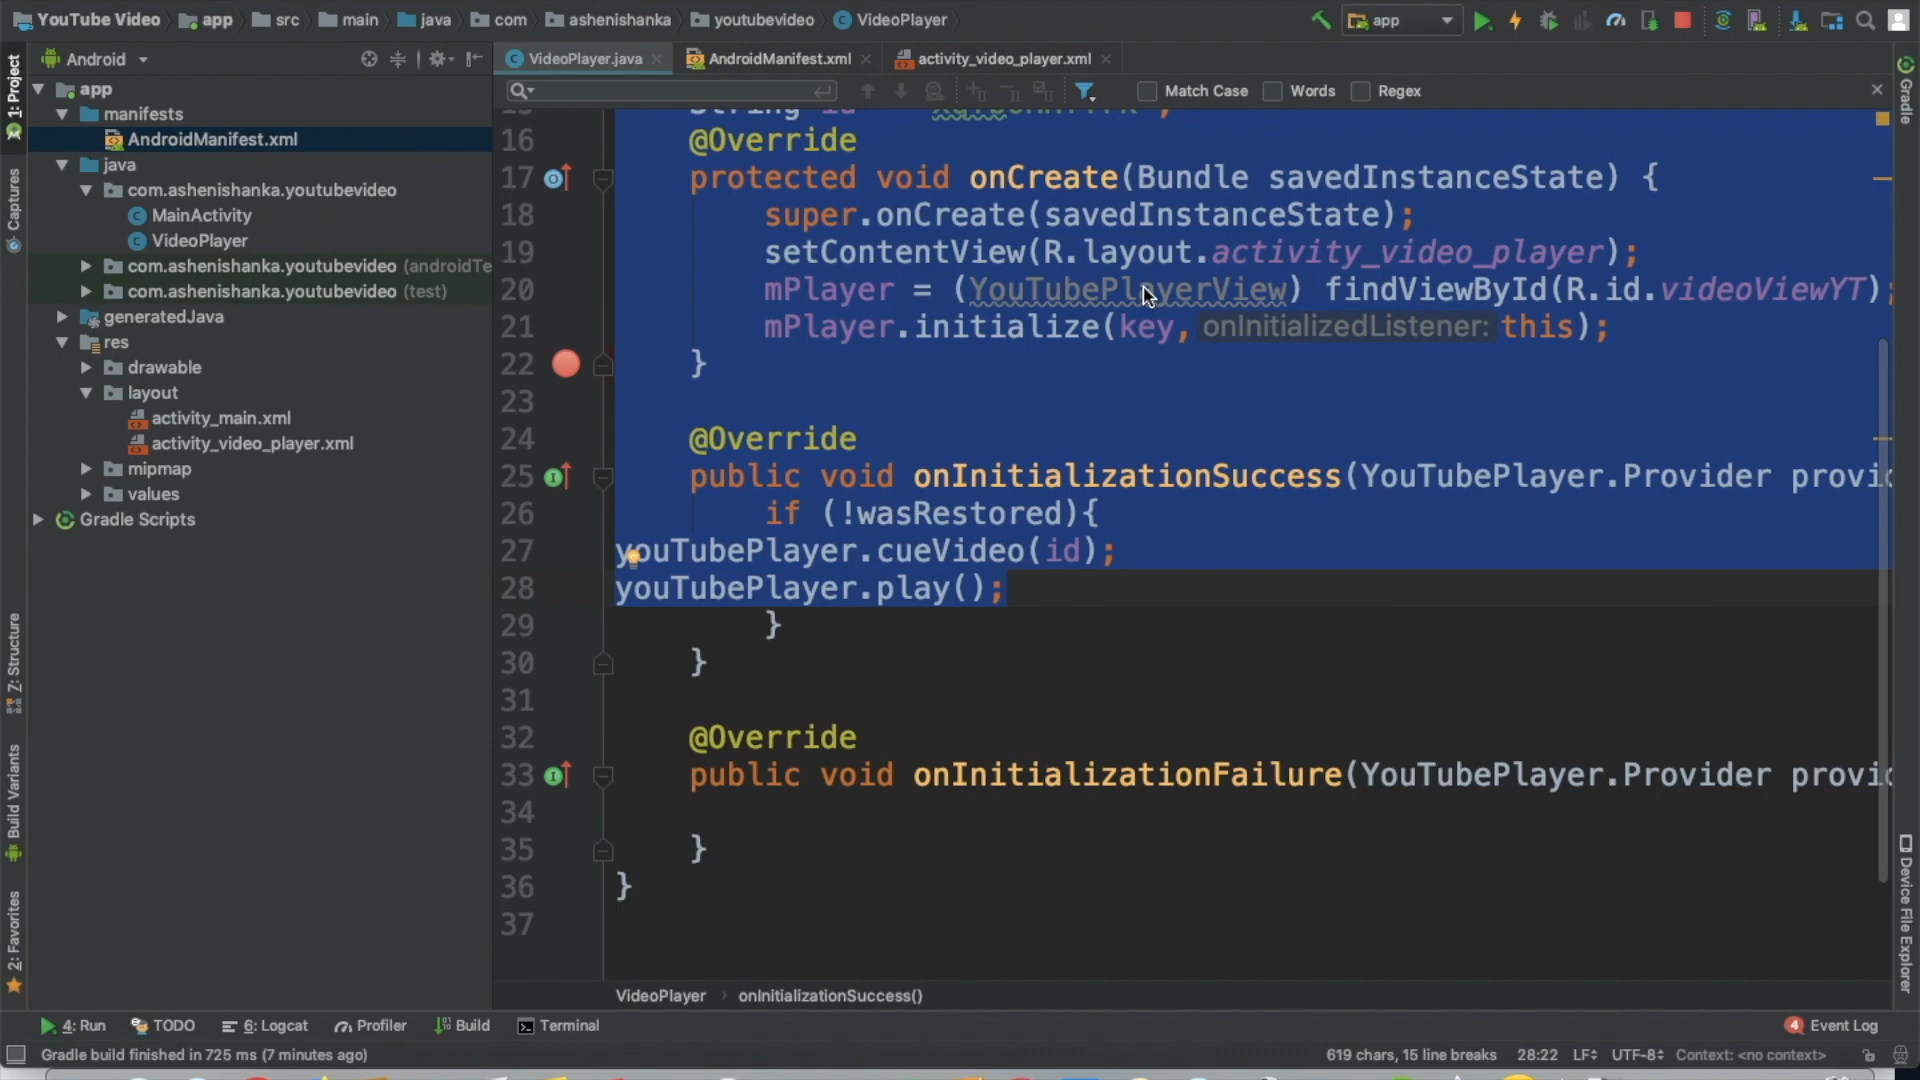 YouTube Video app src main java com ashenishanka youtubevideo VideoPlayer
app
1: Project
Captures
Z: Structure
Build Variants
2: Favorites
Android
app
manifests
AndroidManifest.xml
java
com.ashenishanka.youtubevideo
MainActivity
VideoPlayer
com.ashenishanka.youtubevideo (androidTe
com.ashenishanka.youtubevideo (test)
generatedJava
res
drawable
layout
activity_main.xml
activity_video_player.xml
mipmap
values
Gradle Scripts
VideoPlayer.java AndroidManifest.xml activity_video_player.xml
Match Case Words Regex
String id
16 @Override
17 protected void onCreate(Bundle savedInstanceState) {
18 super.onCreate(savedInstanceState);
19 setContentView(R.layout.activity_video_player);
20 mPlayer = (YouTubePlayerView) findViewById(R.id.videoViewYT);
21 mPlayer.initialize(key, onInitializedListener: this);
22 }
23
24 @Override
25 public void onInitializationSuccess(YouTubePlayer.Provider provid
26 if (!wasRestored){
27 youTubePlayer.cueVideo(id);
28 youTubePlayer.play();
29 }
30 }
31
32 @Override
33 public void onInitializationFailure(YouTubePlayer.Provider provid
34
35 }
36 }
37
VideoPlayer › onInitializationSuccess()
Gradle
Device File Explorer
4: Run TODO 6: Logcat Profiler Build Terminal 4 Event Log
Gradle build finished in 725 ms (7 minutes ago) 619 chars, 15 line breaks 28:22 LF UTF-8 Context: <no context>